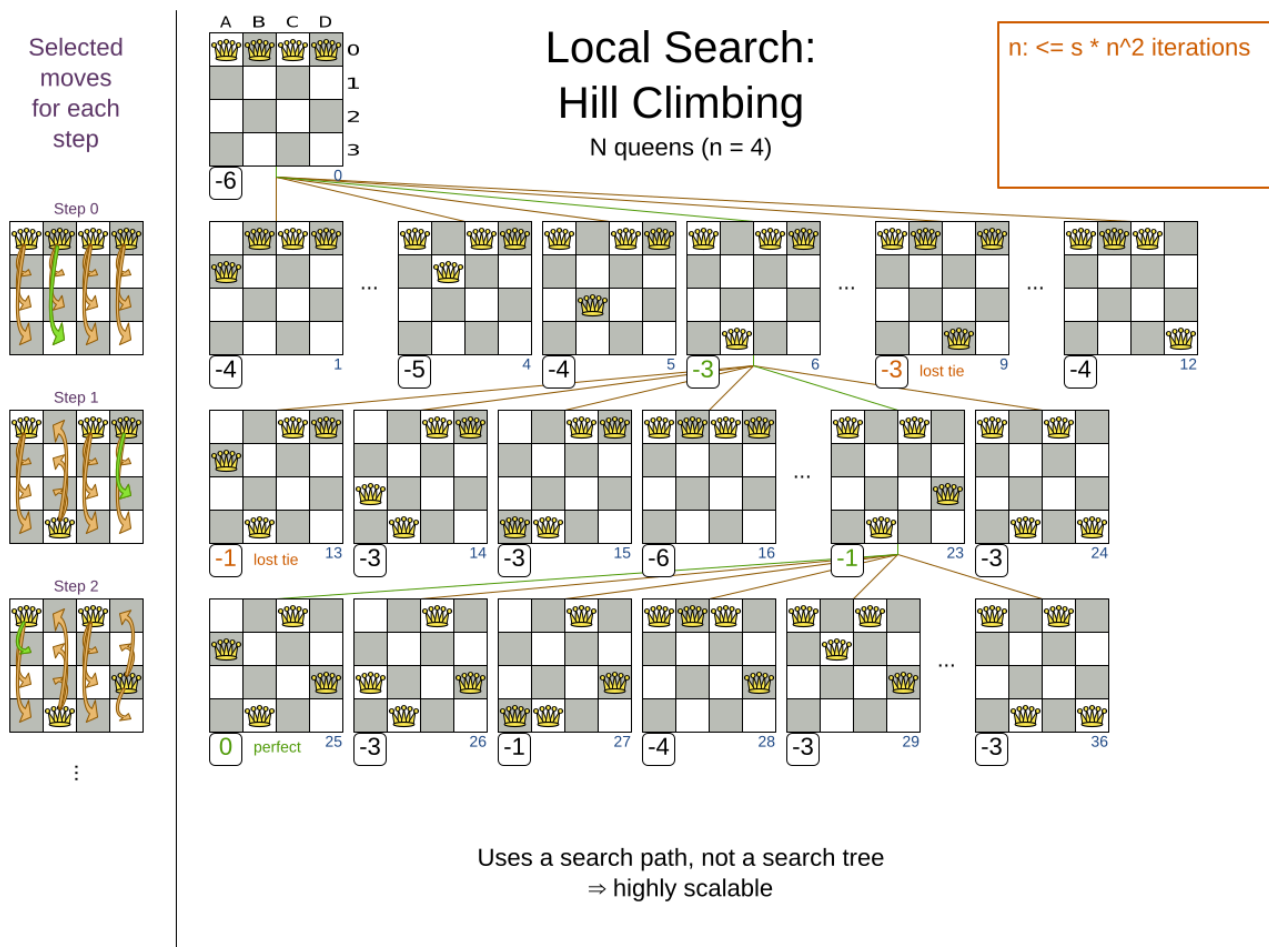 Selected
moves
for each
step
A B C D
0
1
2
3
-6
0
Local Search:
Hill Climbing
N queens (n = 4)
n: <= s * n^2 iterations
Step 0
... ... ...
-4 1 -5 4 -4 5 -3 6 -3 lost tie 9 -4 12
Step 1
...
-1 lost tie 13 -3 14 -3 15 -6 16 -1 23 -3 24
Step 2
...
0 perfect 25 -3 26 -1 27 -4 28 -3 29 -3 36
⋮
Uses a search path, not a search tree
⇒ highly scalable